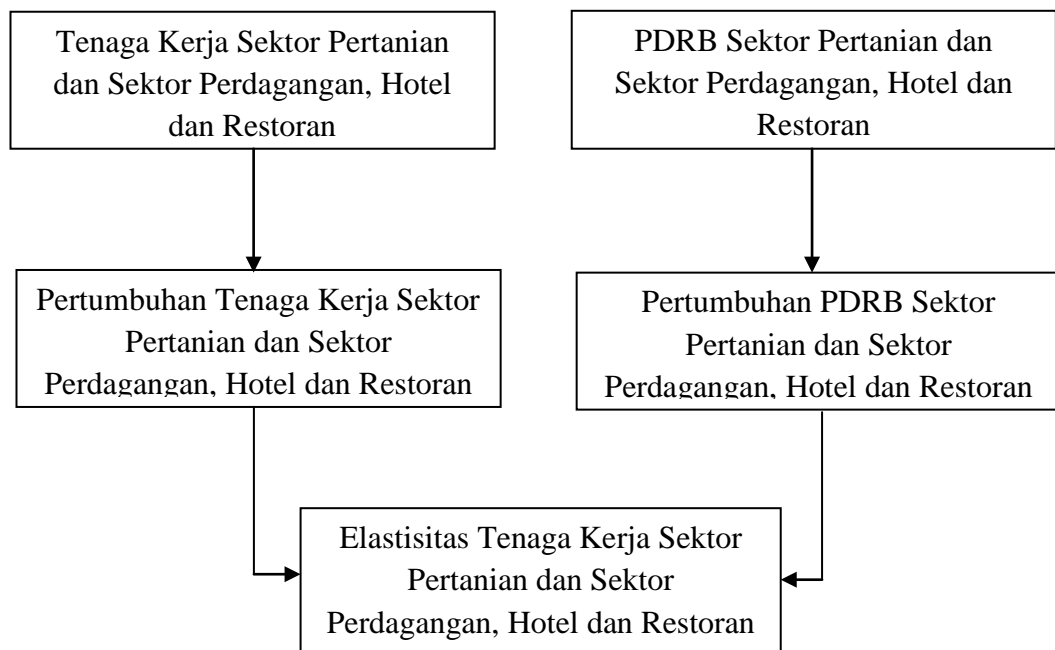 Tenaga Kerja Sektor Pertanian
dan Sektor Perdagangan, Hotel
dan Restoran
PDRB Sektor Pertanian dan
Sektor Perdagangan, Hotel dan
Restoran
Pertumbuhan Tenaga Kerja Sektor
Pertanian dan Sektor
Perdagangan, Hotel dan Restoran
Pertumbuhan PDRB Sektor
Pertanian dan Sektor
Perdagangan, Hotel dan Restoran
Elastisitas Tenaga Kerja Sektor
Pertanian dan Sektor
Perdagangan, Hotel dan Restoran